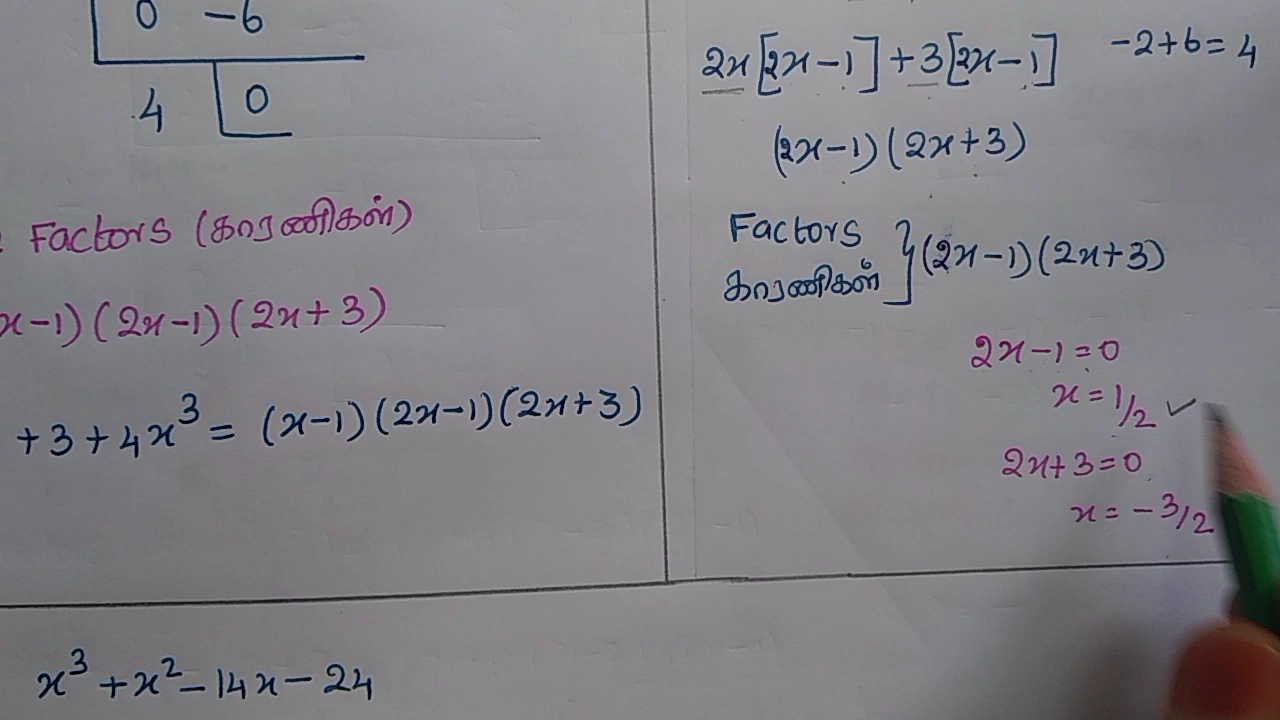 0 -6
4 0
Factors (காரணிகள்)
x-1)(2x-1)(2x+3)
+3+4x³ = (x-1)(2x-1)(2x+3)
2x[2x-1]+3[2x-1] -2+6=4
(2x-1)(2x+3)
Factors
காரணிகள் } (2x-1)(2x+3)
2x-1=0
x=1/2 ✓
2x+3=0
x=-3/2
x³+x²-14x-24